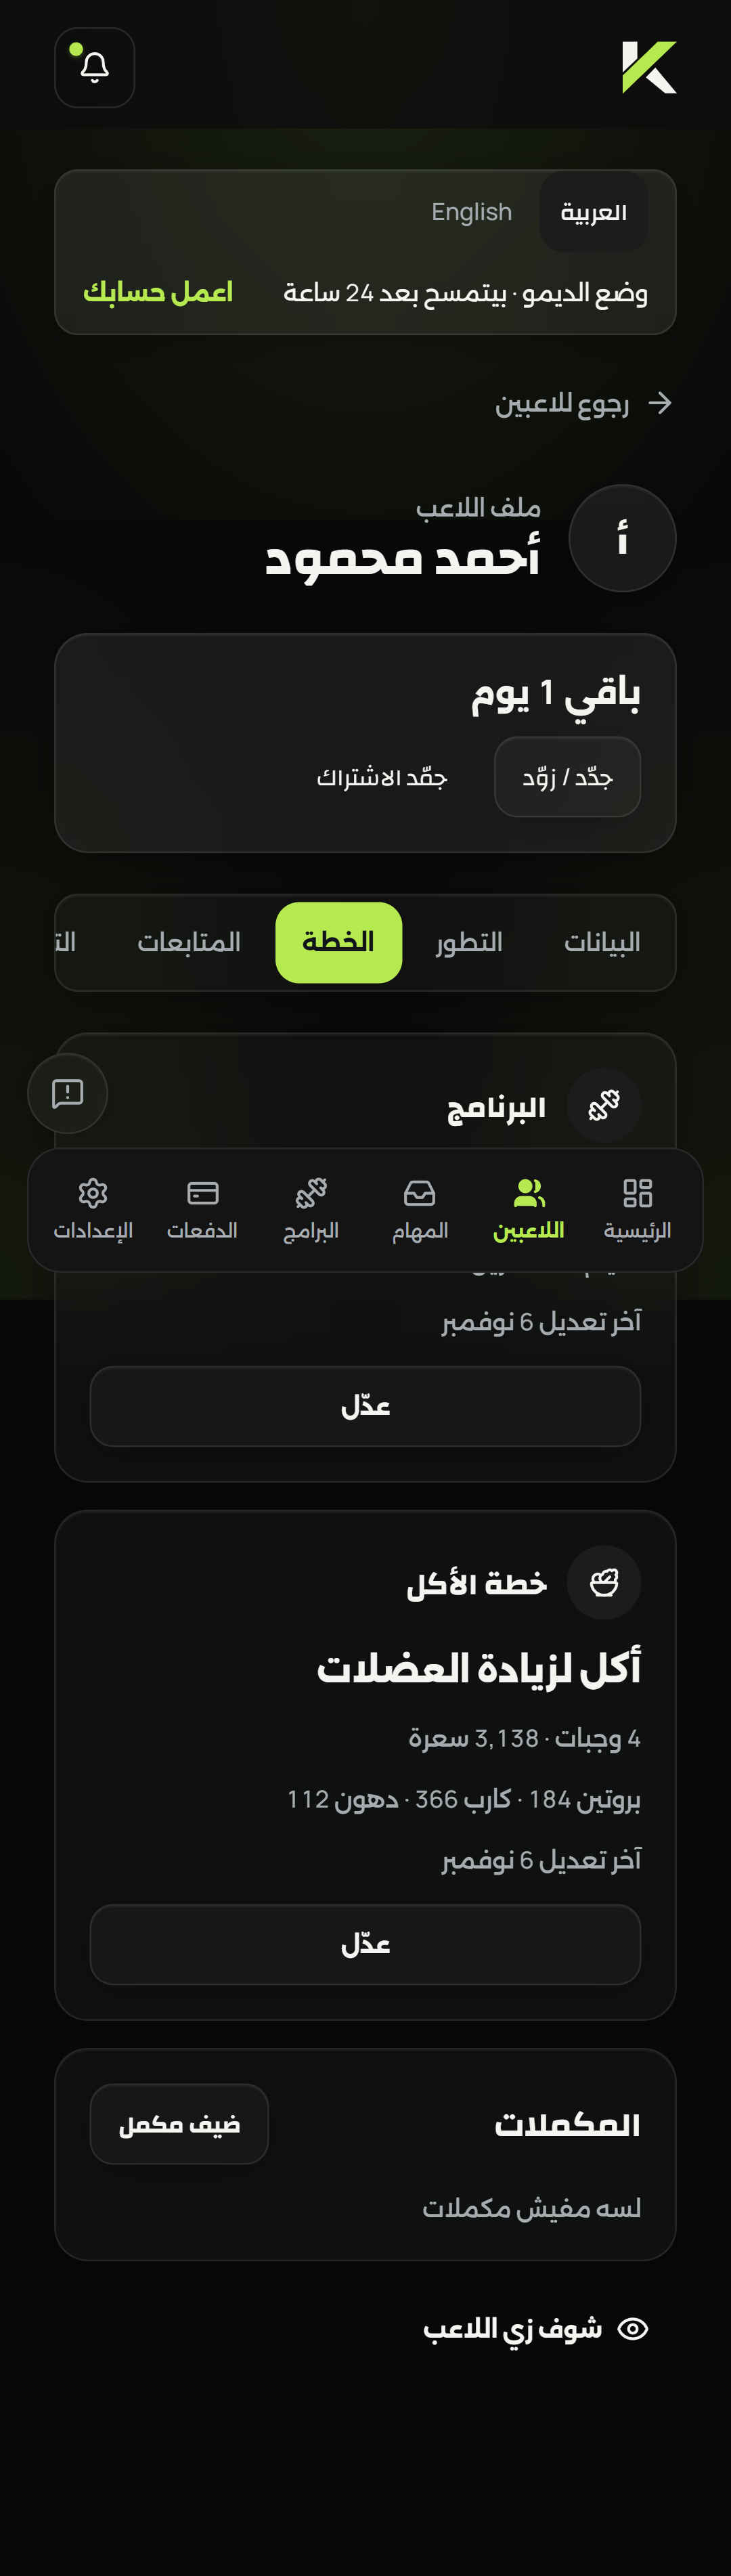 العربية English
وضع الديمو · بيتمسح بعد 24 ساعة اعمل حسابك
رجوع للاعبين
أ
ملف اللاعب
أحمد محمود
باقي 1 يوم
جدّد / زوّد جمّد الاشتراك
البيانات التطور الخطة المتابعات
البرنامج
الرئيسية اللاعبين المهام البرامج الدفعات الإعدادات
آخر تعديل 6 نوفمبر
عدّل
خطة الأكل
أكل لزيادة العضلات
4 وجبات · 3,138 سعرة
بروتين 184 · كارب 366 · دهون 112
آخر تعديل 6 نوفمبر
عدّل
المكملات ضيف مكمل
لسه مفيش مكملات
شوف زي اللاعب